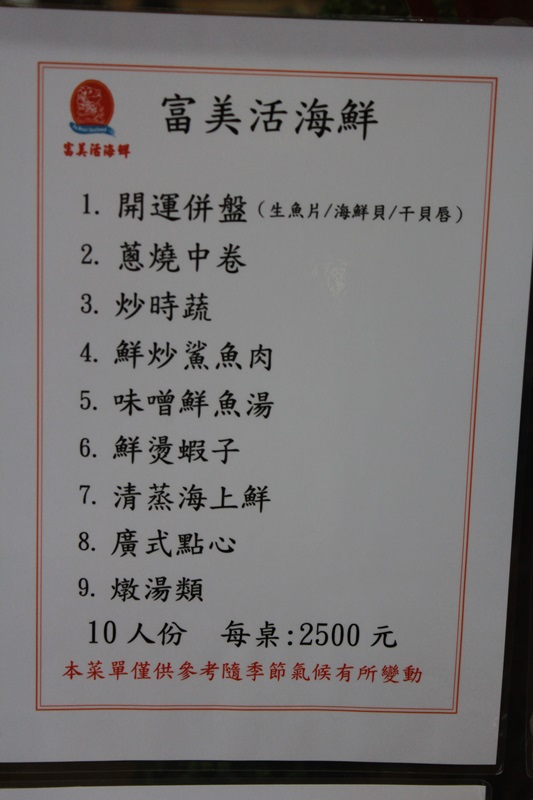 富美活海鮮
富美活海鮮
1. 開運併盤(生魚片/海鮮貝/干貝唇)
2. 蔥燒中卷
3. 炒時蔬
4. 鮮炒鯊魚肉
5. 味噌鮮魚湯
6. 鮮燙蝦子
7. 清蒸海上鮮
8. 廣式點心
9. 燉湯類
10人份 每桌:2500元
本菜單僅供參考隨季節氣候有所變動